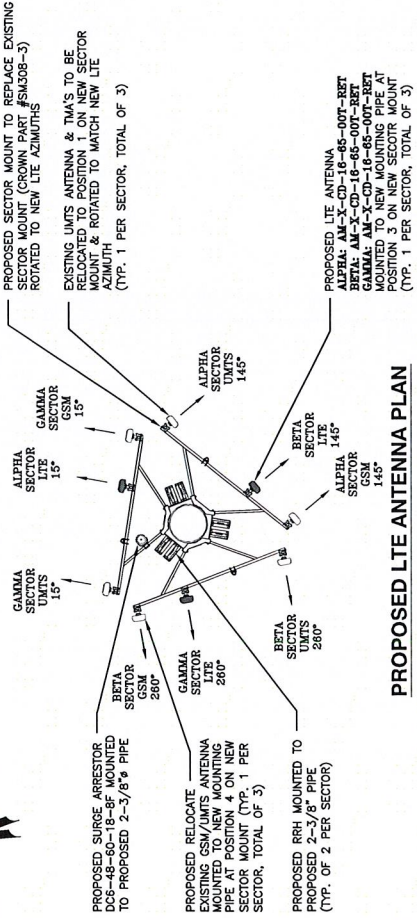 PROPOSED SECTOR MOUNT TO REPLACE EXISTING
SECTOR MOUNT (CROWN PART #SM308-3)
ROTATED TO NEW LTE AZIMUTHS
EXISTING UMTS ANTENNA & TMA'S TO BE
RELOCATED TO POSITION 1 ON NEW SECTOR
MOUNT & ROTATED TO MATCH NEW LTE
AZIMUTH
(TYP. 1 PER SECTOR, TOTAL OF 3)
PROPOSED LTE ANTENNA
ALPHA: AM-X-CD-16-65-00T-RET
BETA: AM-X-CD-16-65-00T-RET
GAMMA: AM-X-CD-16-65-00T-RET
MOUNTED TO NEW MOUNTING PIPE AT
POSITION 3 ON NEW SECOTR MOUNT
(TYP. 1 PER SECTOR, TOTAL OF 3)
GAMMA
SECTOR
UMTS
15°
ALPHA
SECTOR
LTE
15°
GAMMA
SECTOR
GSM
15°
ALPHA
SECTOR
UMTS
145°
BETA
SECTOR
LTE
145°
ALPHA
SECTOR
GSM
145°
BETA
SECTOR
GSM
260°
GAMMA
SECTOR
LTE
260°
BETA
SECTOR
UMTS
260°
PROPOSED SURGE ARRESTOR
DC6-48-60-18-8F MOUNTED
TO PROPOSED 2-3/8"ø PIPE
PROPOSED RELOCATE
EXISTING GSM/UMTS ANTENNA
MOUNTED TO NEW MOUNTING
PIPE AT POSITION 4 ON NEW
SECTOR MOUNT (TYP. 1 PER
SECTOR, TOTAL OF 3)
PROPOSED RRH MOUNTED TO
PROPOSED 2-3/8" PIPE
(TYP. OF 2 PER SECTOR)
PROPOSED LTE ANTENNA PLAN